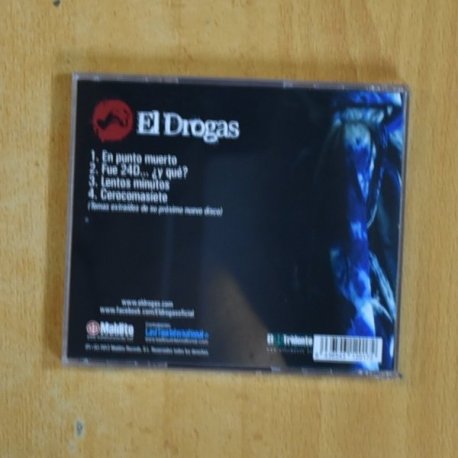 El Drogas
1. En punto muerto
2. Fue 24D... ¿y qué?
3. Lentos minutos
4. Cerocomasiete
(Temas extraídos de su próximo nuevo disco)
www.eldrogas.com
www.facebook.com/Eldrogasoficial
Maldito
Tridente